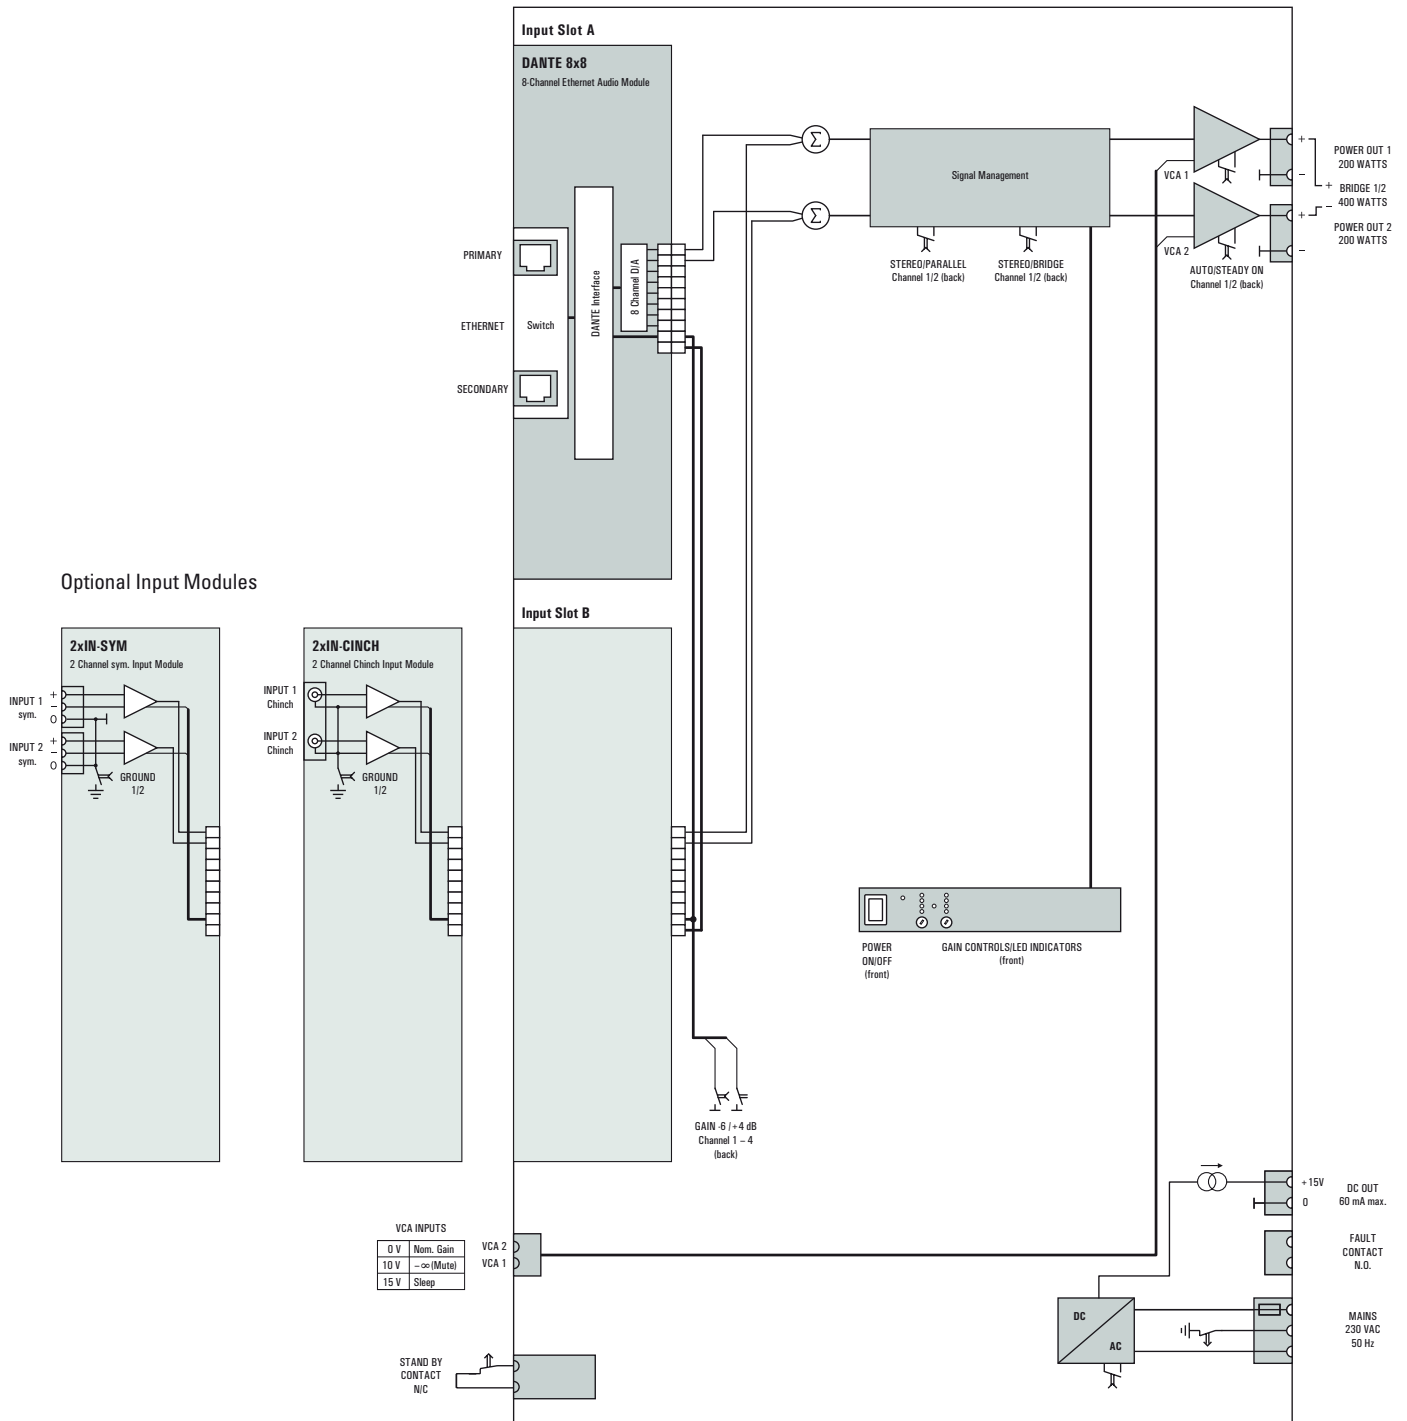 Input Slot A
DANTE 8x8
8-Channel Ethernet Audio Module
PRIMARY
ETHERNET
Switch
SECONDARY
DANTE Interface
8 Channel D/A
Σ
Σ
Signal Management
STEREO/PARALLEL
Channel 1/2 (back)
STEREO/BRIDGE
Channel 1/2 (back)
VCA 1
VCA 2
AUTO/STEADY ON
Channel 1/2 (back)
+
−
+
−
+
−
POWER OUT 1
200 WATTS
BRIDGE 1/2
400 WATTS
POWER OUT 2
200 WATTS
Optional Input Modules
2xIN-SYM
2 Channel sym. Input Module
INPUT 1
sym.
+
−
0
INPUT 2
sym.
+
−
0
GROUND
1/2
2xIN-CINCH
2 Channel Chinch Input Module
INPUT 1
Chinch
INPUT 2
Chinch
GROUND
1/2
Input Slot B
POWER
ON/OFF
(front)
GAIN CONTROLS/LED INDICATORS
(front)
GAIN -6 /+4 dB
Channel 1 – 4
(back)
VCA INPUTS
0 V Nom. Gain
10 V −∞(Mute)
15 V Sleep
VCA 2
VCA 1
STAND BY
CONTACT
N/C
DC
AC
+15V
0
DC OUT
60 mA max.
FAULT
CONTACT
N.O.
MAINS
230 VAC
50 Hz